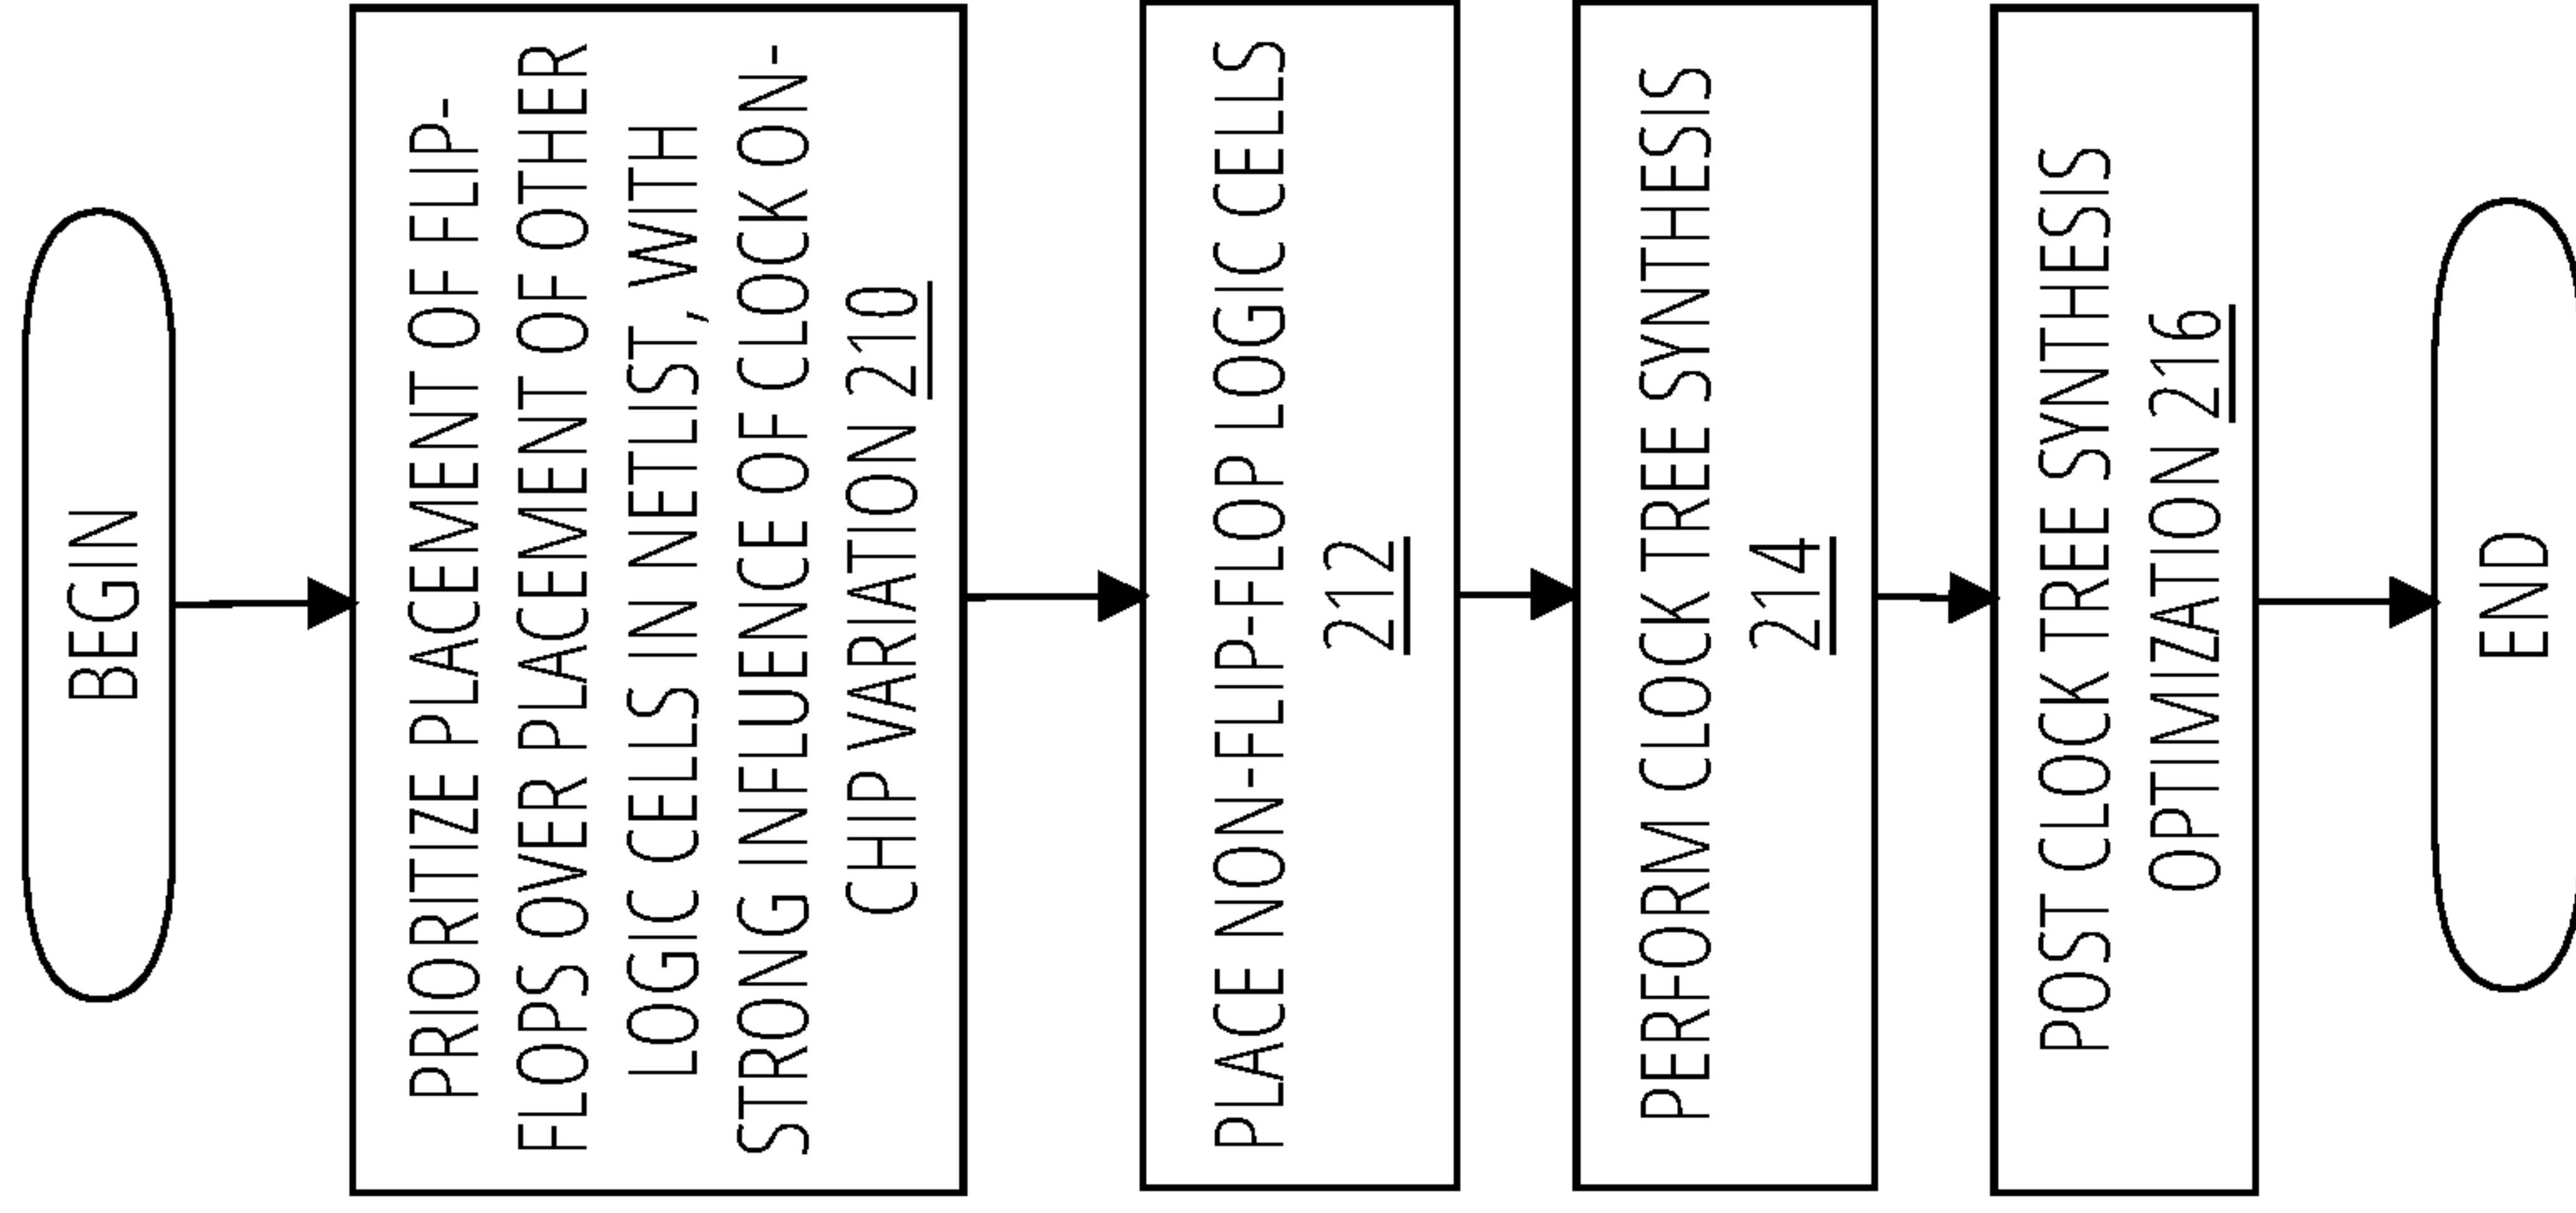 BEGIN
PRIORITIZE PLACEMENT OF FLIP-
FLOPS OVER PLACEMENT OF OTHER
LOGIC CELLS IN NETLIST, WITH
STRONG INFLUENCE OF CLOCK ON-
CHIP VARIATION 210
PLACE NON-FLIP-FLOP LOGIC CELLS
212
PERFORM CLOCK TREE SYNTHESIS
214
POST CLOCK TREE SYNTHESIS
OPTIMIZATION 216
END